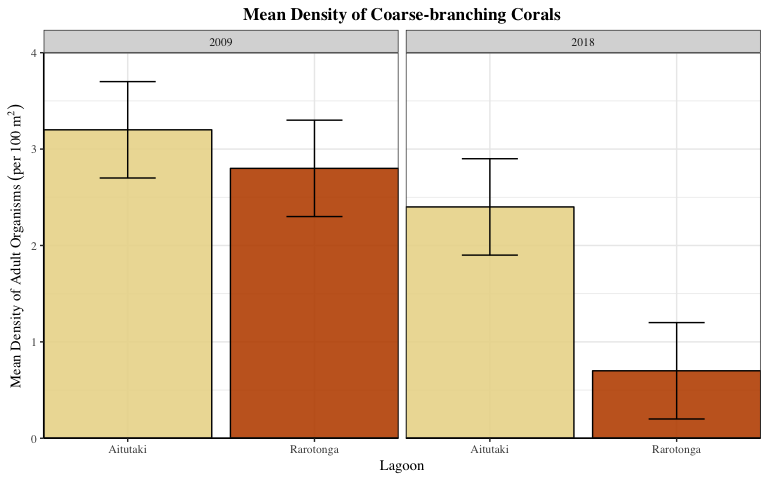 Mean Density of Coarse-branching Corals
2009
2018
Mean Density of Adult Organisms (per 100 m²)
4
3
2
1
0
Aitutaki
Rarotonga
Aitutaki
Rarotonga
Lagoon